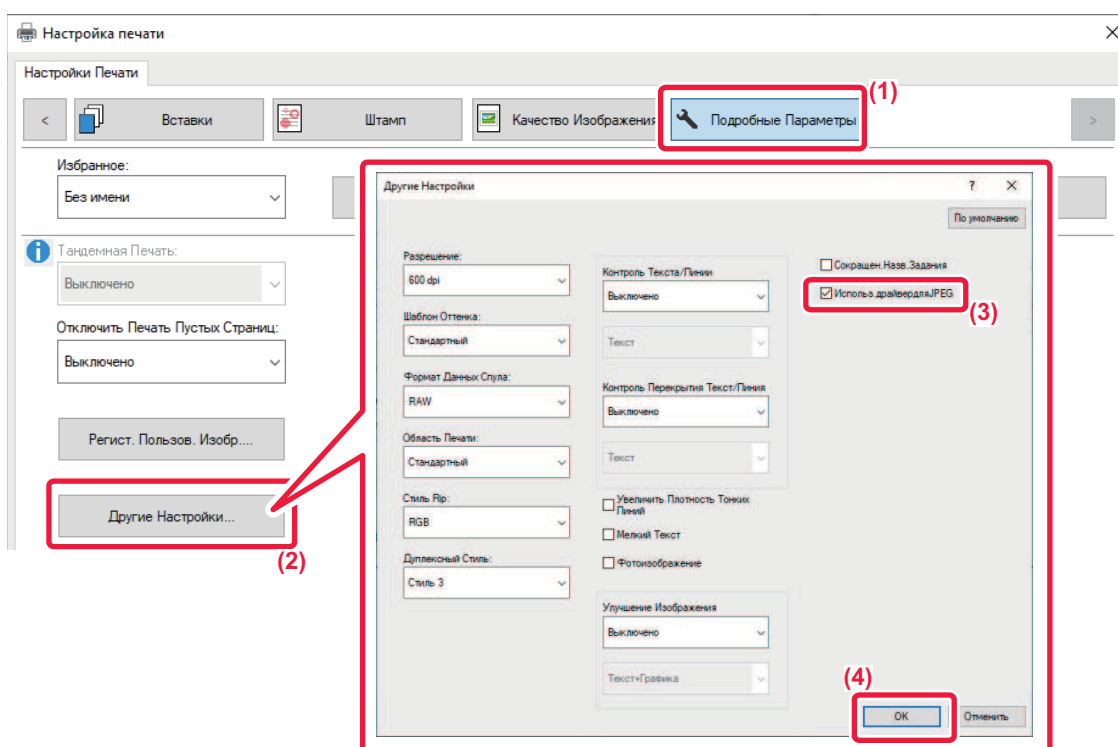 Настройка печати
Настройки Печати
(1)
<
Вставки
Штамп
Качество Изображения
Подробные Параметры
>
Избранное:
Без имени
Тандемная Печать:
Выключено
Отключить Печать Пустых Страниц:
Выключено
Регист. Пользов. Изобр....
Другие Настройки...
(2)
Другие Настройки
?
По умолчанию
Разрешение:
600 dpi
Шаблон Оттенка:
Стандартный
Формат Данных Спула:
RAW
Область Печати:
Стандартный
Стиль Rip:
RGB
Дуплексный Стиль:
Стиль 3
Контроль Текста/Линии
Выключено
Текст
Контроль Перекрытия Текст/Линия
Выключено
Текст
Увеличить Плотность Тонких
Линий
Мелкий Текст
Фотоизображение
Улучшение Изображения
Выключено
Текст+Графика
Сокращен.Назв.Задания
Использ.драйвердляJPEG
(3)
(4)
OK
Отменить